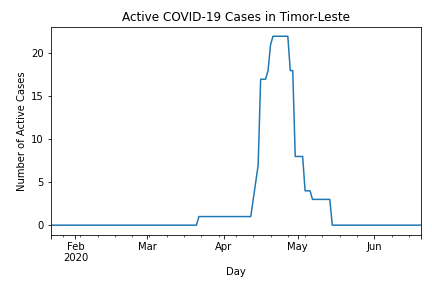 Active COVID-19 Cases in Timor-Leste
Number of Active Cases
20
15
10
5
0
Feb
2020
Mar
Apr
May
Jun
Day